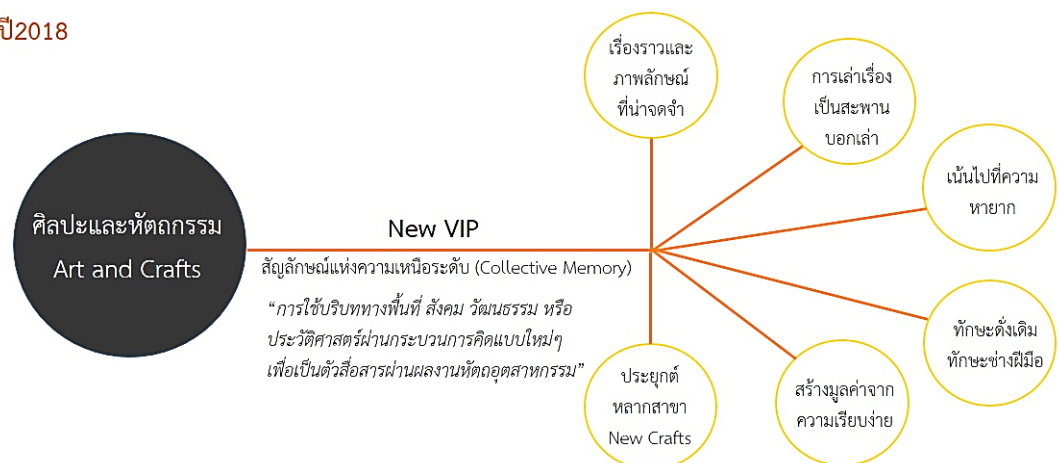 ปี2018
ศิลปะและหัตถกรรม
Art and Crafts
New VIP
สัญลักษณ์แห่งความเหนือระดับ (Collective Memory)
“การใช้บริบททางพื้นที่ สังคม วัฒนธรรม หรือ
ประวัติศาสตร์ผ่านกระบวนการคิดแบบใหม่ๆ
เพื่อเป็นตัวสื่อสารผ่านผลงานหัตถอุตสาหกรรม”
เรื่องราวและ
ภาพลักษณ์
ที่น่าจดจำ
การเล่าเรื่อง
เป็นสะพาน
บอกเล่า
เน้นไปที่ความ
หายาก
ทักษะดั่งเดิม
ทักษะช่างฝีมือ
สร้างมูลค่าจาก
ความเรียบง่าย
ประยุกต์
หลากสาขา
New Crafts